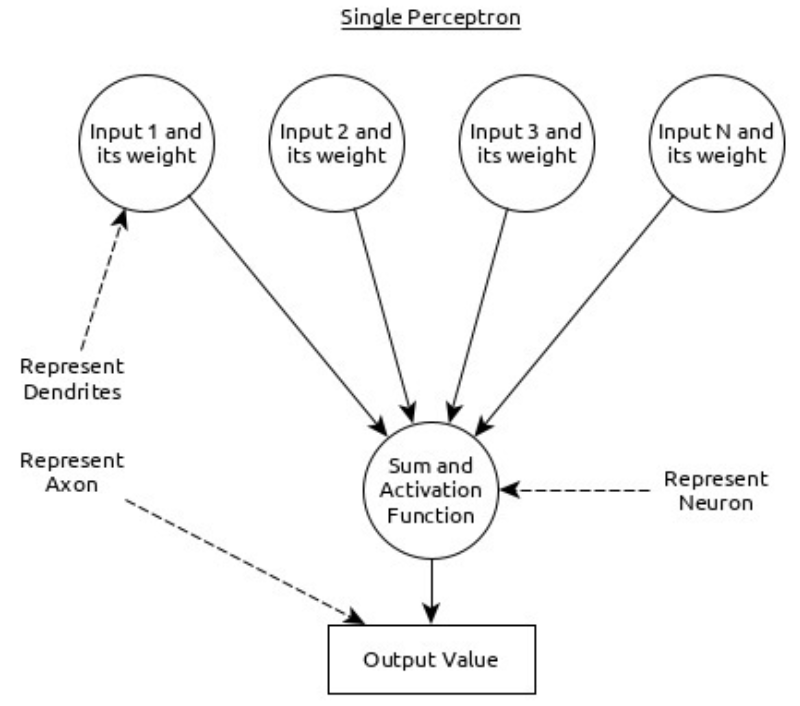 Single Perceptron
Input 1 and
its weight
Input 2 and
its weight
Input 3 and
its weight
Input N and
its weight
Represent
Dendrites
Represent
Axon
Sum and
Activation
Function
Represent
Neuron
Output Value